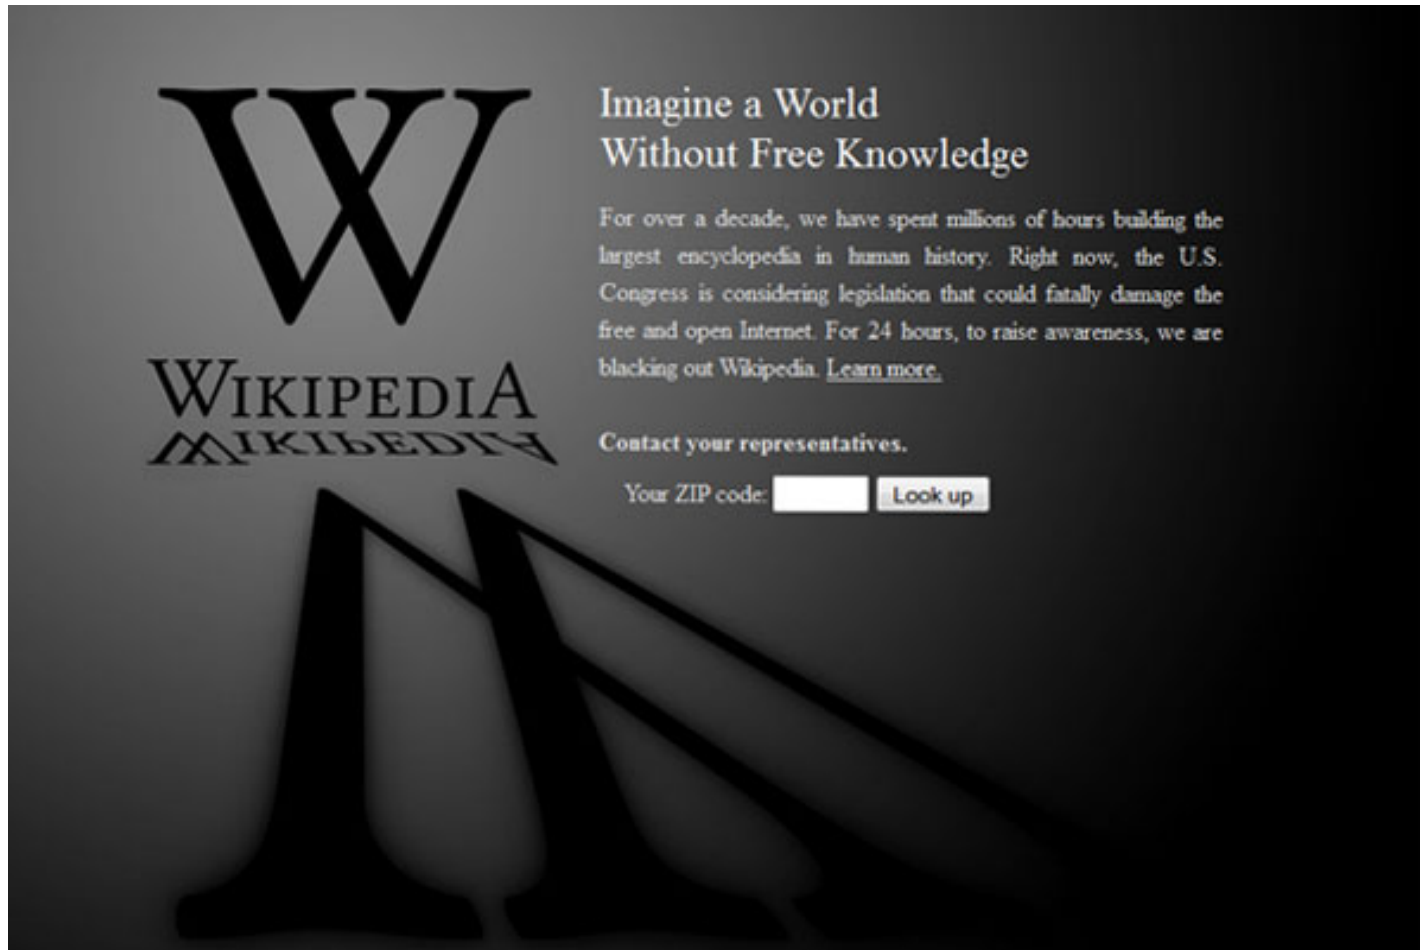 W
WIKIPEDIA
Imagine a World
Without Free Knowledge
For over a decade, we have spent millions of hours building the
largest encyclopedia in human history. Right now, the U.S.
Congress is considering legislation that could fatally damage the
free and open Internet. For 24 hours, to raise awareness, we are
blacking out Wikipedia. Learn more.
Contact your representatives.
Your ZIP code: Look up